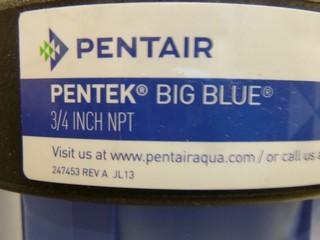 PENTAIR
PENTEK® BIG BLUE®
3/4 INCH NPT
Visit us at www.pentairaqua.com / or call us a
247453 REV A JL13